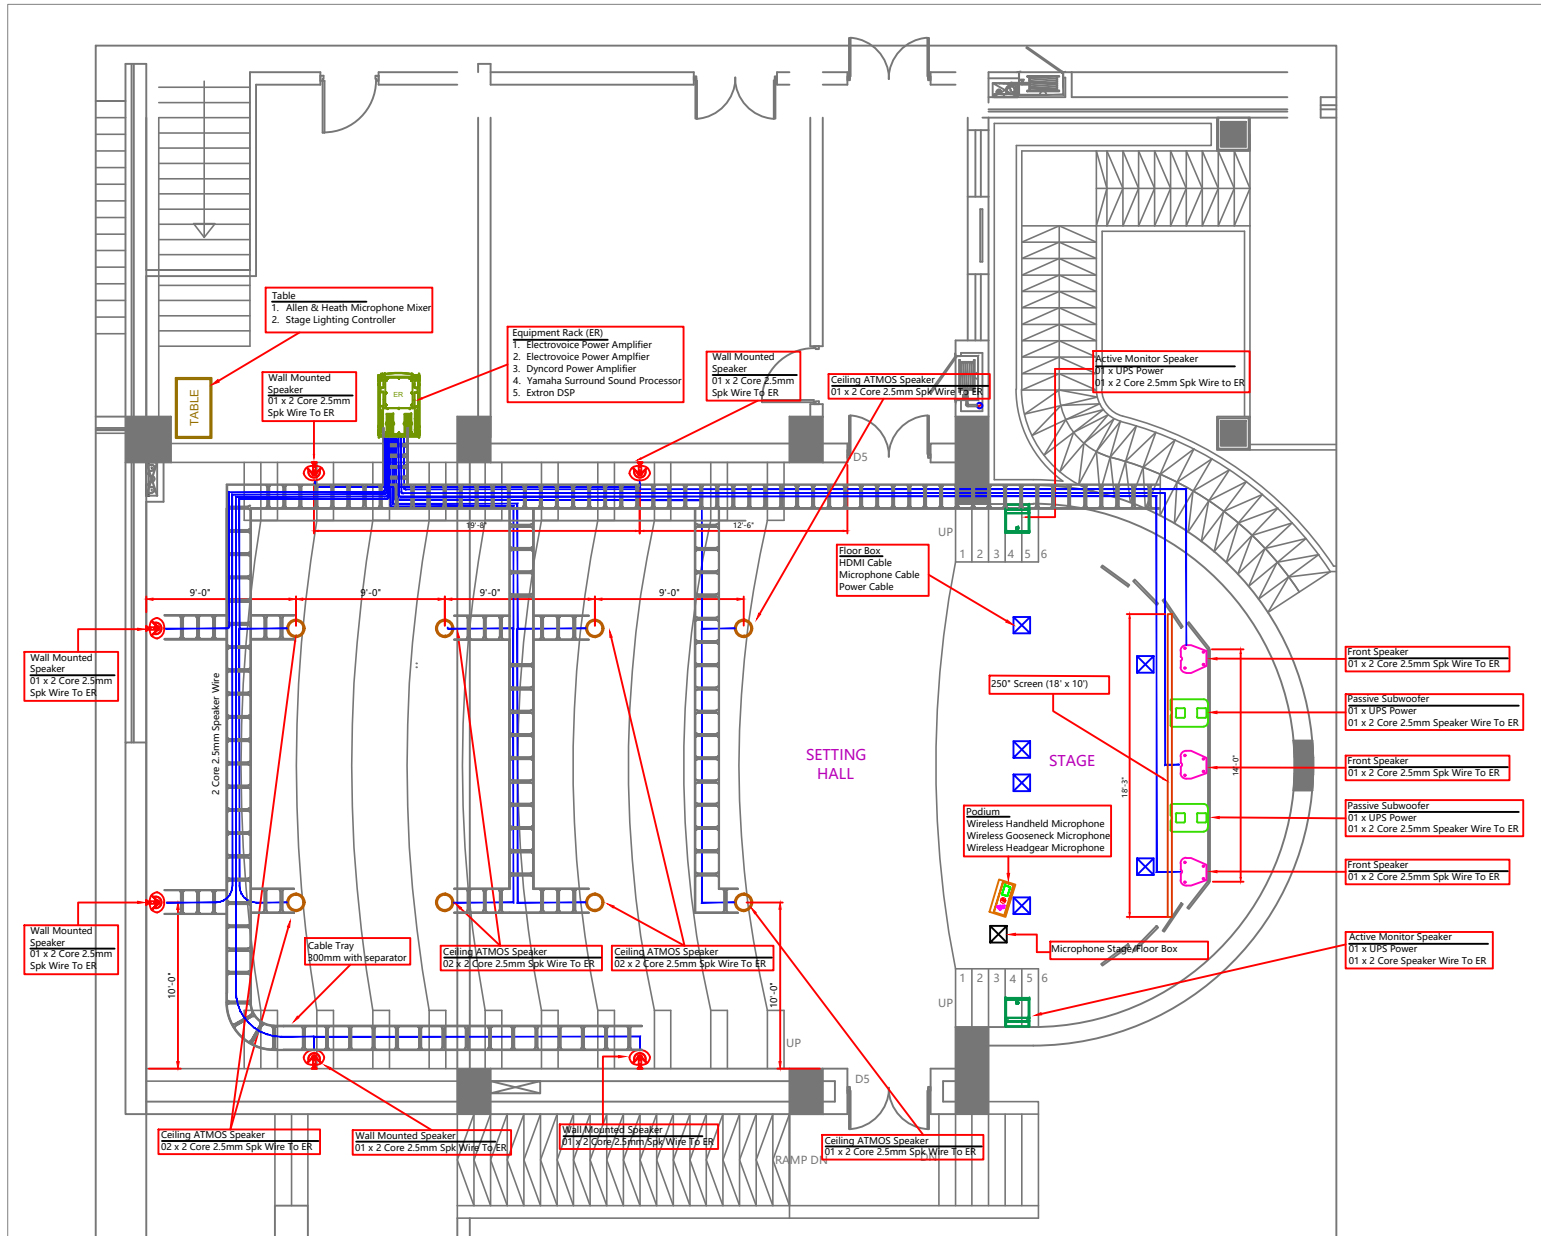 Table
1. Allen & Heath Microphone Mixer
2. Stage Lighting Controller
Equipment Rack (ER)
1. Electrovoice Power Amplifier
2. Electrovoice Power Amplfier
3. Dyncord Power Amplifier
4. Yamaha Surround Sound Processor
5. Extron DSP
Wall Mounted
Speaker
01 x 2 Core 2.5mm
Spk Wire To ER
Wall Mounted
Speaker
01 x 2 Core 2.5mm
Spk Wire To ER
Ceiling ATMOS Speaker
01 x 2 Core 2.5mm Spk Wire To ER
Active Monitor Speaker
01 x UPS Power
01 x 2 Core 2.5mm Spk Wire to ER
TABLE
ER
D5
19'-8"
12'-6"
UP
1 2 3 4 5 6
Floor Box
HDMI Cable
Microphone Cable
Power Cable
9'-0"
9'-0"
9'-0"
9'-0"
Wall Mounted
Speaker
01 x 2 Core 2.5mm
Spk Wire To ER
2 Core 2.5mm Speaker Wire
250" Screen (18' x 10')
Front Speaker
01 x 2 Core 2.5mm Spk Wire To ER
Passive Subwoofer
01 x UPS Power
01 x 2 Core 2.5mm Speaker Wire To ER
SETTING
HALL
STAGE
18'-3"
14'-0"
Front Speaker
01 x 2 Core 2.5mm Spk Wire To ER
Passive Subwoofer
01 x UPS Power
01 x 2 Core 2.5mm Speaker Wire To ER
Podium
Wireless Handheld Microphone
Wireless Gooseneck Microphone
Wireless Headgear Microphone
Front Speaker
01 x 2 Core 2.5mm Spk Wire To ER
Wall Mounted
Speaker
01 x 2 Core 2.5mm
Spk Wire To ER
Cable Tray
300mm with separator
Ceiling ATMOS Speaker
02 x 2 Core 2.5mm Spk Wire To ER
Ceiling ATMOS Speaker
02 x 2 Core 2.5mm Spk Wire To ER
Microphone Stage/Floor Box
Active Monitor Speaker
01 x UPS Power
01 x 2 Core Speaker Wire To ER
10'-0"
10'-0"
1 2 3 4 5 6
UP
UP
D5
Ceiling ATMOS Speaker
02 x 2 Core 2.5mm Spk Wire To ER
Wall Mounted Speaker
01 x 2 Core 2.5mm Spk Wire To ER
Wall Mounted Speaker
01 x 2 Core 2.5mm Spk Wire To ER
Ceiling ATMOS Speaker
01 x 2 Core 2.5mm Spk Wire To ER
RAMP DN